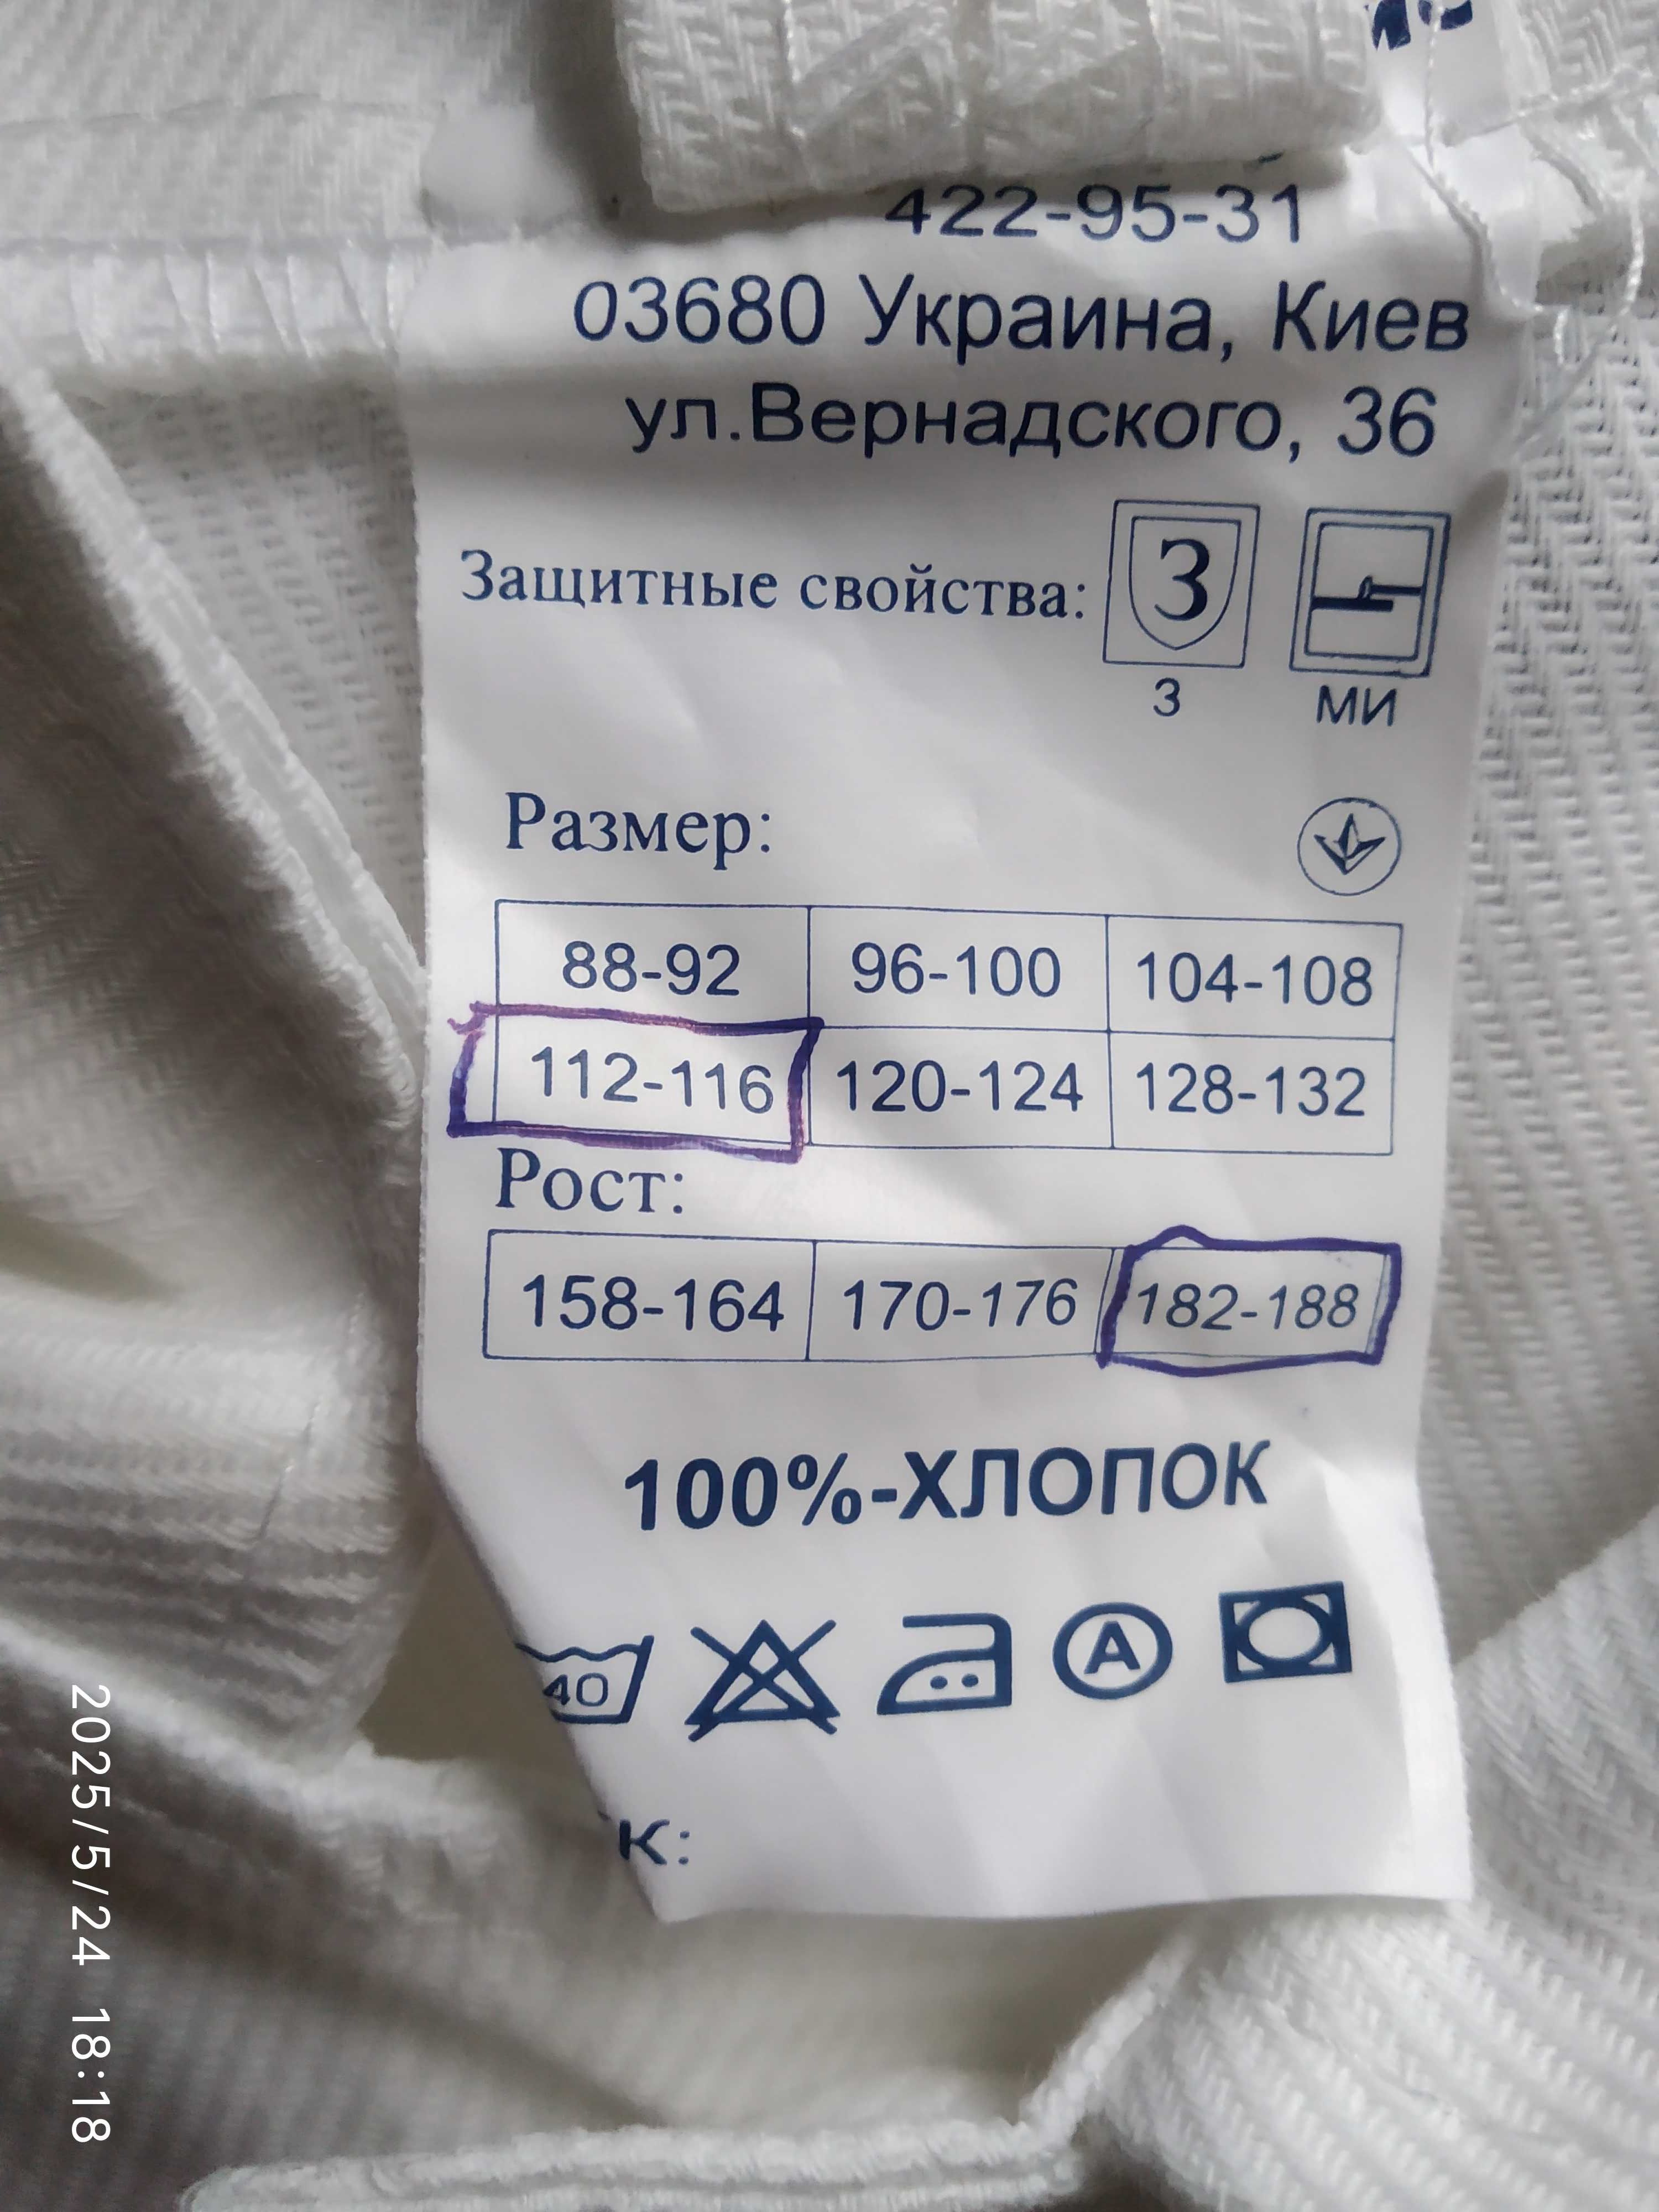 422-95-31
03680 Украина, Киев
ул.Вернадского, 36
Защитные свойства:
З
З
МИ
Размер:
88-92 96-100 104-108
112-116 120-124 128-132
Рост:
158-164 170-176 182-188
100%-ХЛОПОК
40
A
К:
2025/5/24 18:18